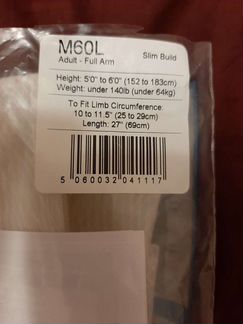 M60L
Adult - Full Arm Slim Build
Height: 5'0" to 6'0" (152 to 183cm)
Weight: under 140lb (under 64kg)
To Fit Limb Circumference:
10 to 11.5" (25 to 29cm)
Length: 27" (69cm)
5 060032 041117